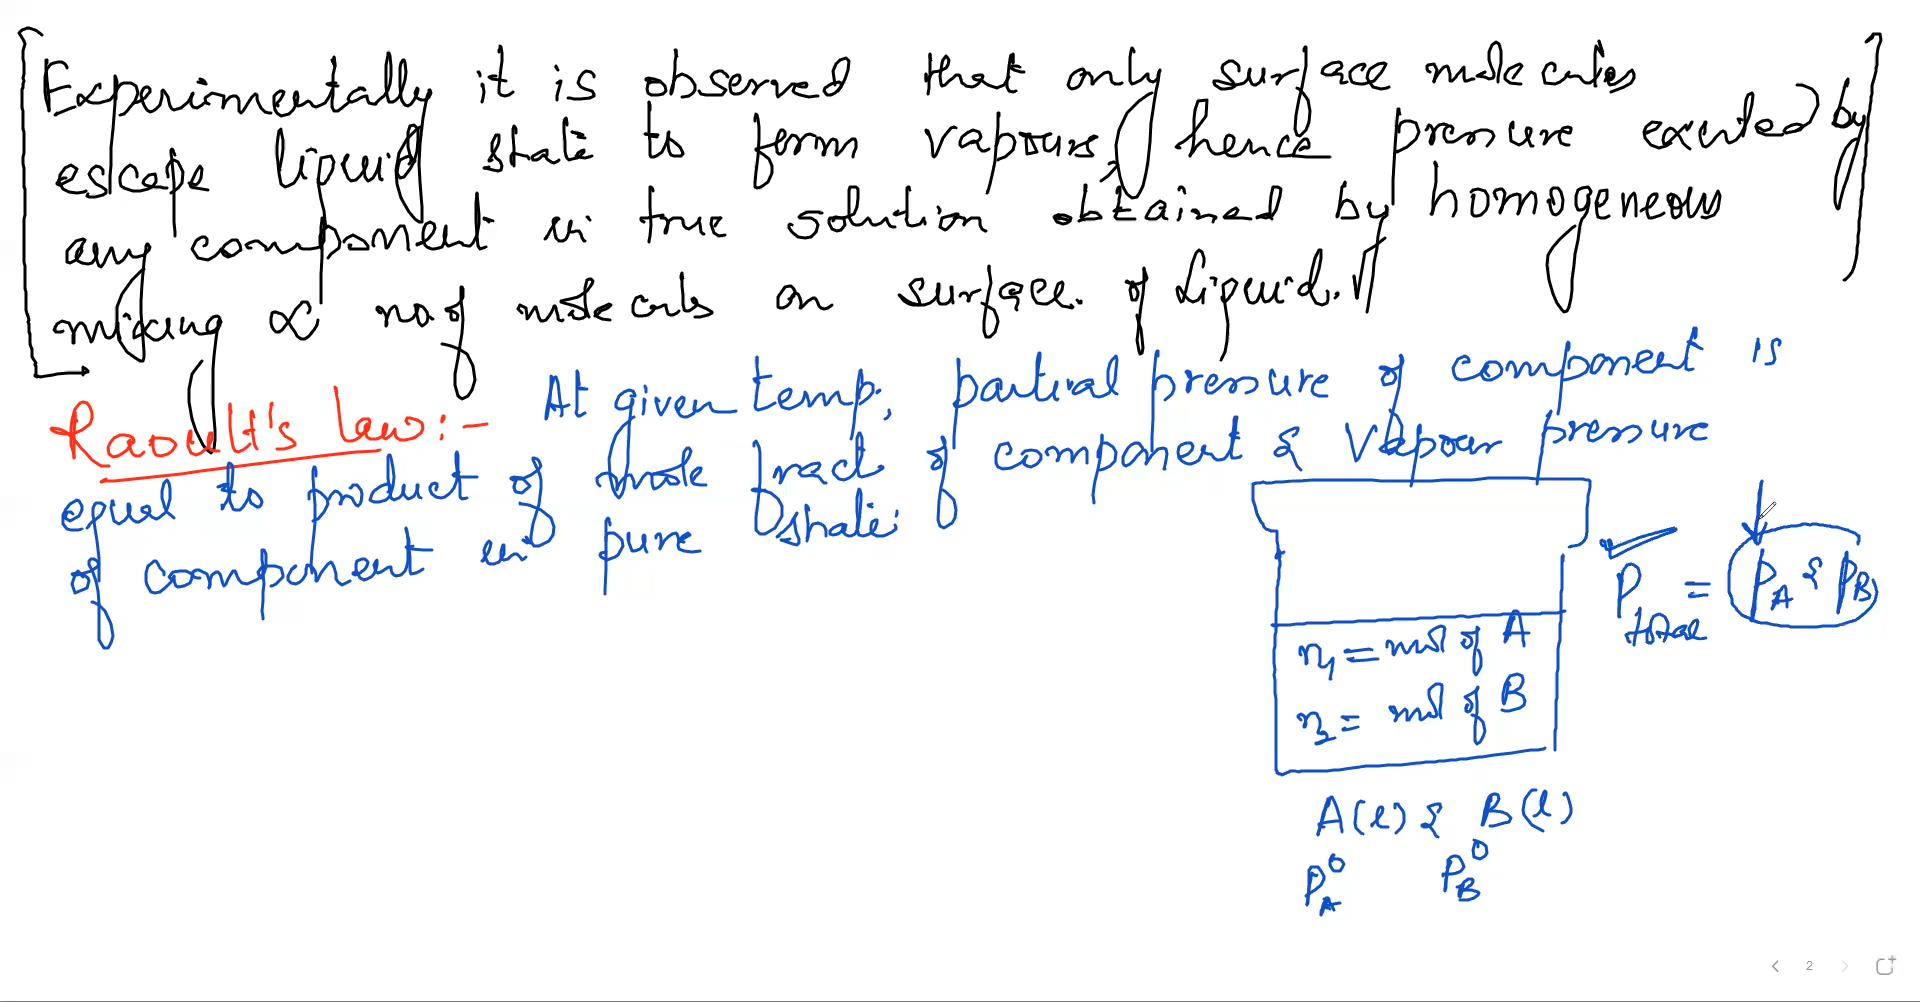 Experimentally it is observed that only surface molecules
escape liquid state to form vapours, hence pressure exerted by
any component in true solution obtained by homogeneous
mixing ∝ no. of molecules on surface of liquid.
Raoult's law:- At given temp, partial pressure of component is
equal to product of mole fract of component & vapour pressure
of component in pure state.
P total = pA & pB
n1 = mol of A
n2 = mol of B
A(l) & B(l)
PA° PB°
2